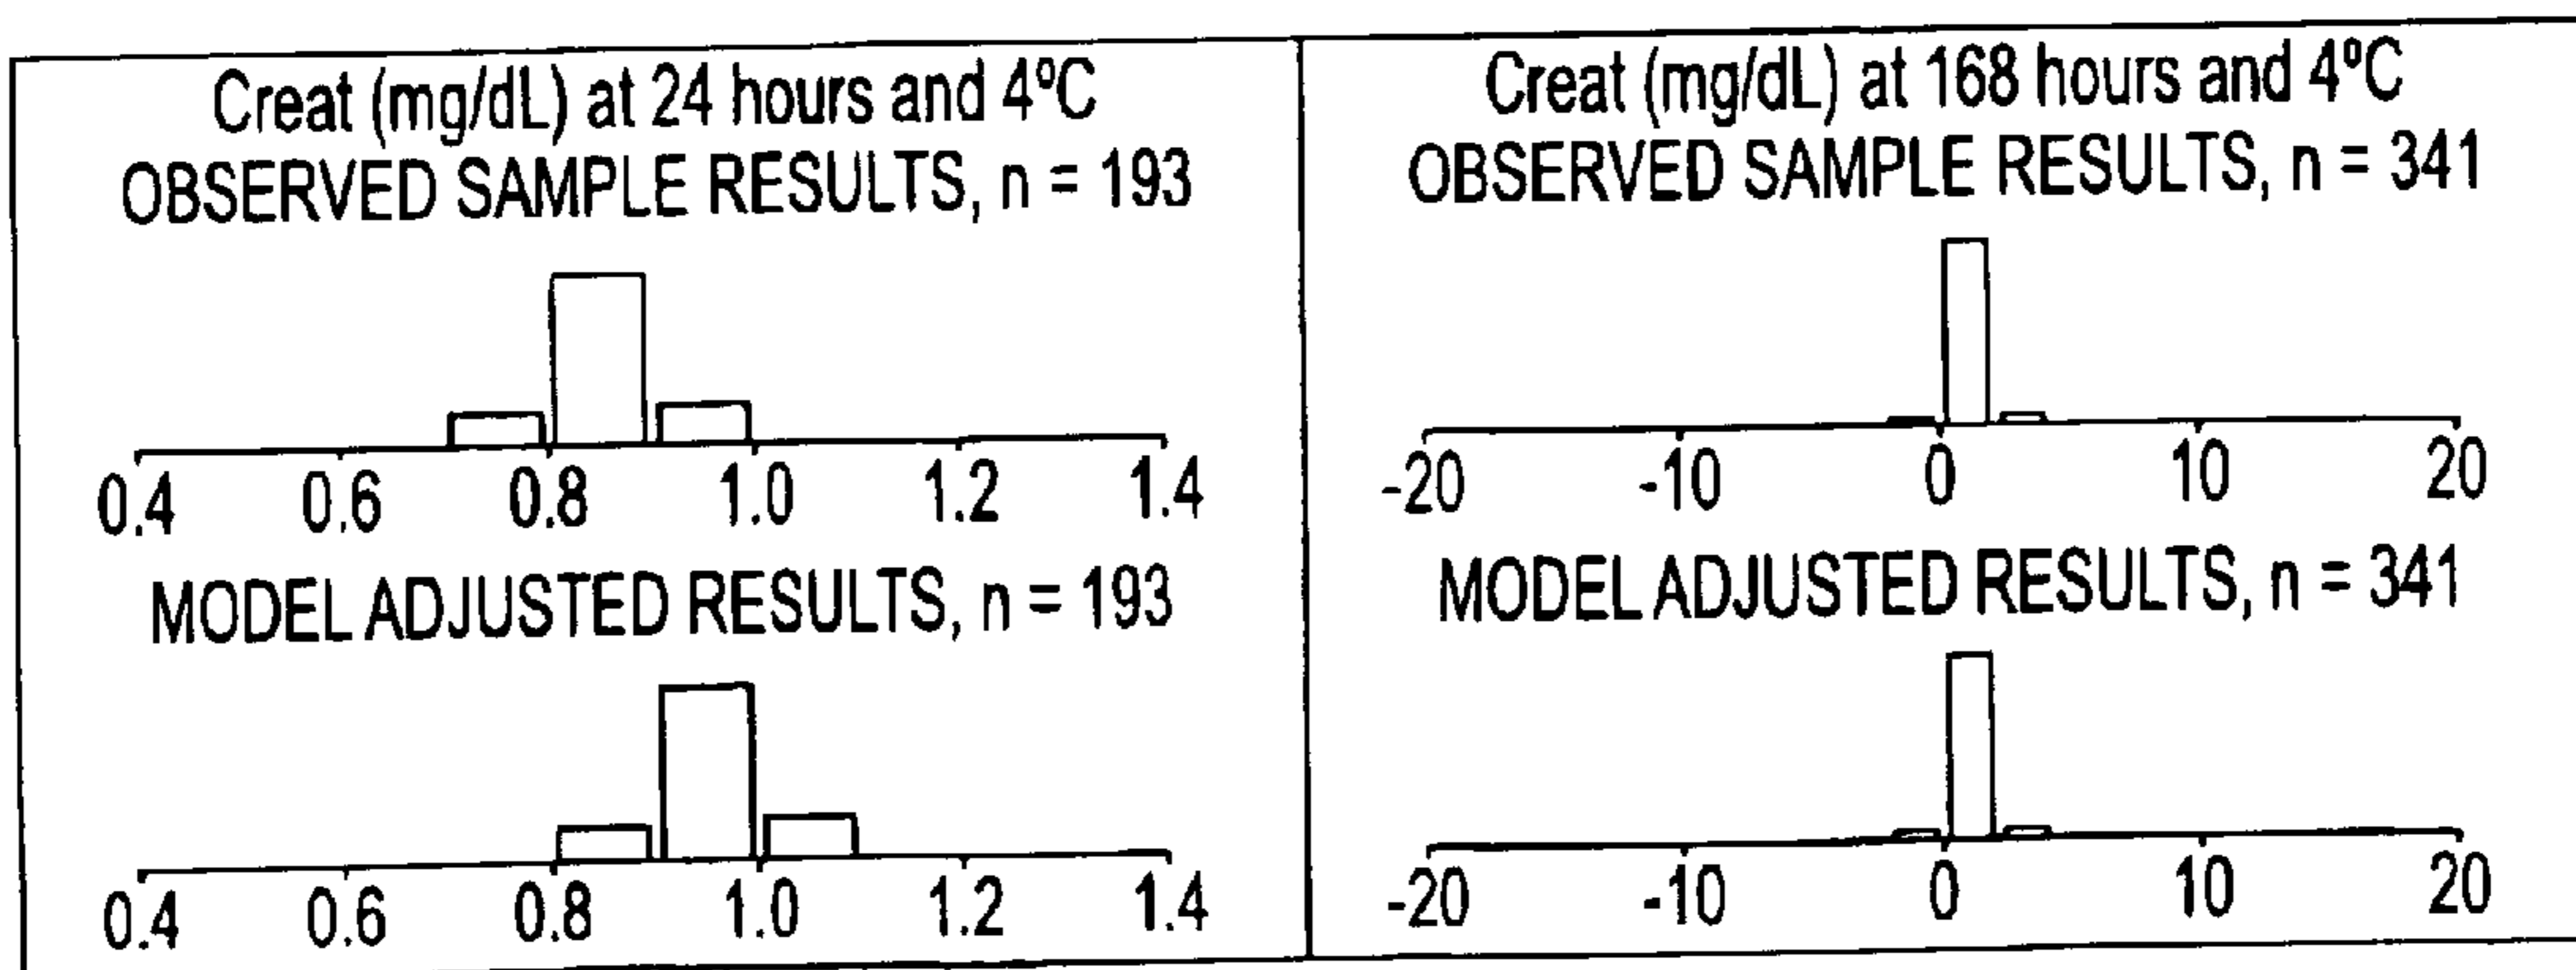 Creat (mg/dL) at 24 hours and 4ºC
OBSERVED SAMPLE RESULTS, n = 193
0.4 0.6 0.8 1.0 1.2 1.4
MODEL ADJUSTED RESULTS, n = 193
0.4 0.6 0.8 1.0 1.2 1.4
Creat (mg/dL) at 168 hours and 4ºC
OBSERVED SAMPLE RESULTS, n = 341
-20 -10 0 10 20
MODEL ADJUSTED RESULTS, n = 341
-20 -10 0 10 20